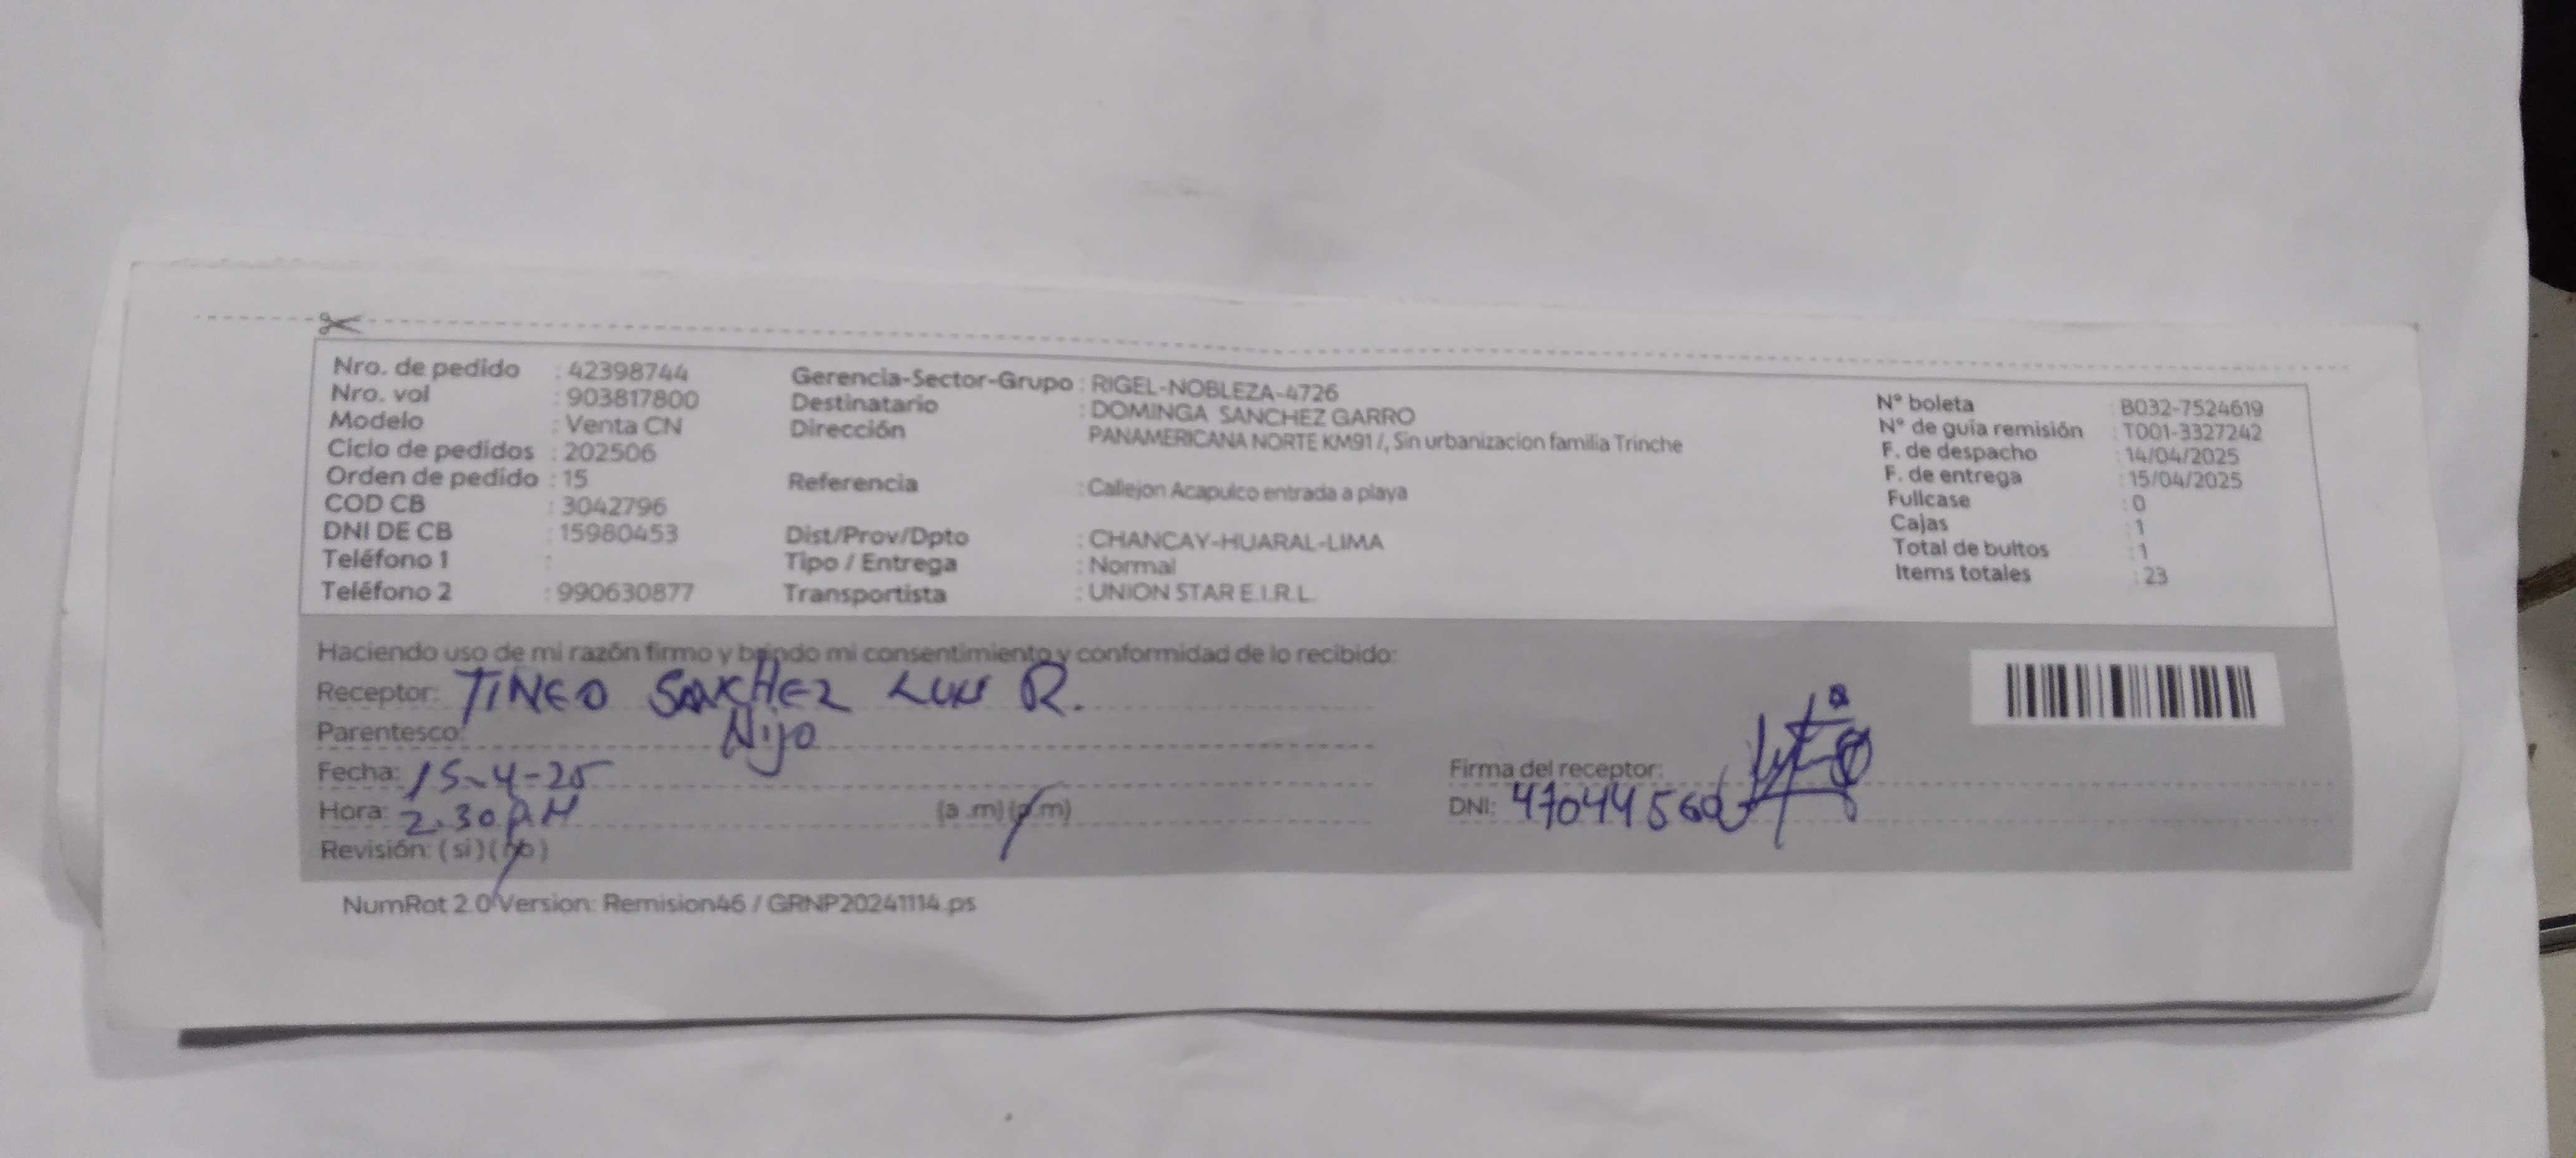 Nro. de pedido : 42398744
Nro. vol : 903817800
Modelo : Venta CN
Ciclo de pedidos : 202506
Orden de pedido : 15
COD CB : 3042796
DNI DE CB : 15980453
Teléfono 1 :
Teléfono 2 : 990630877
Gerencia-Sector-Grupo : RIGEL-NOBLEZA-4726
Destinatario : DOMINGA SANCHEZ GARRO
Dirección PANAMERICANA NORTE KM91 /, Sin urbanizacion familia Trinche
Referencia : Callejon Acapulco entrada a playa
Dist/Prov/Dpto : CHANCAY-HUARAL-LIMA
Tipo / Entrega : Normal
Transportista : UNION STAR E.I.R.L.
N° boleta : B032-7524619
N° de guía remisión : T001-3327242
F. de despacho : 14/04/2025
F. de entrega : 15/04/2025
Fullcase : 0
Cajas : 1
Total de bultos : 1
Items totales : 23
Haciendo uso de mi razón firmo y brindo mi consentimiento y conformidad de lo recibido:
Receptor: TINEO SANCHEZ LUIS R.
Parentesco: Hijo
Fecha: 15-4-25
Hora: 2.30 P.M (a .m) (p.m)
Revisión: ( si ) ( no )
Firma del receptor:
DNI: 47044560
NumRot 2.0 Version: Remision46 / GRNP20241114.ps